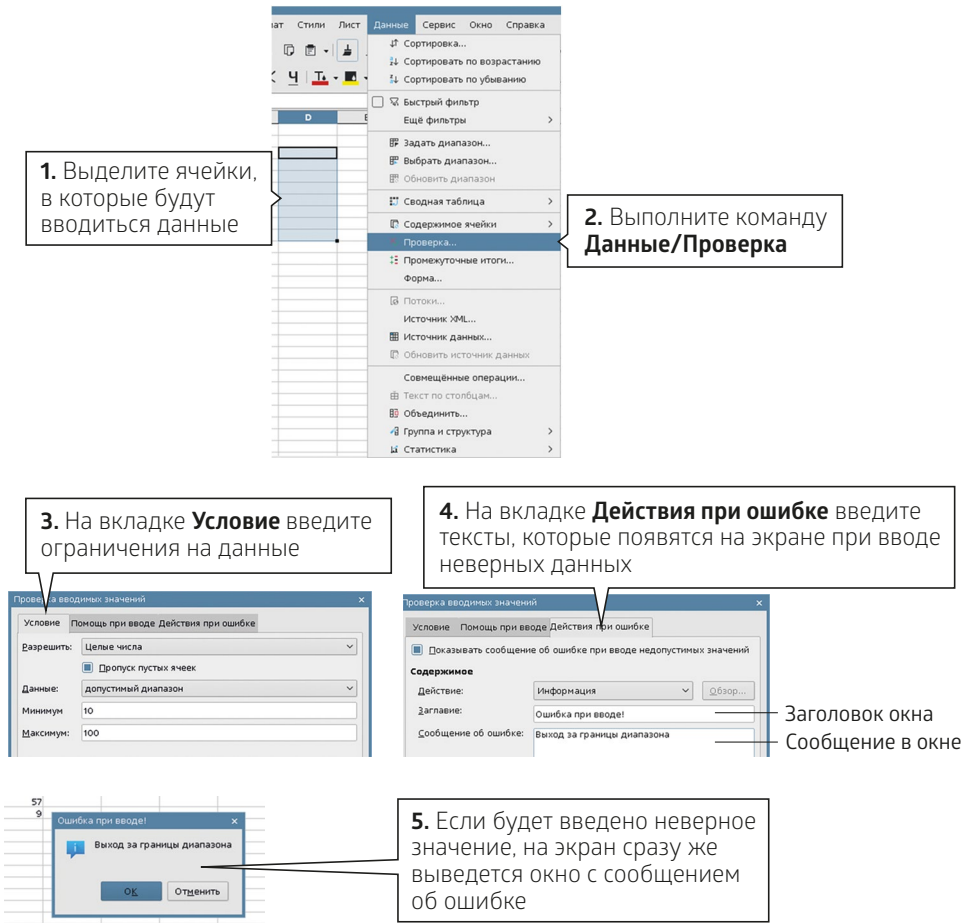 ат Стили Лист Данные Сервис Окно Справка
Сортировка...
Сортировать по возрастанию
Ч Т Сортировать по убыванию
Быстрый фильтр
D Ещё фильтры
Задать диапазон...
Выбрать диапазон...
Обновить диапазон
1. Выделите ячейки,
в которые будут
вводиться данные
Сводная таблица
Содержимое ячейки
Проверка...
Промежуточные итоги...
Форма...
2. Выполните команду
Данные/Проверка
Потоки...
Источник XML...
Источник данных...
Обновить источник данных
Совмещённые операции...
Текст по столбцам...
Объединить...
Группа и структура
Статистика
3. На вкладке Условие введите
ограничения на данные
Проверка вводимых значений
Условие Помощь при вводе Действия при ошибке
Разрешить: Целые числа
Пропуск пустых ячеек
Данные: допустимый диапазон
Минимум 10
Максимум: 100
4. На вкладке Действия при ошибке введите
тексты, которые появятся на экране при вводе
неверных данных
Проверка вводимых значений
Условие Помощь при вводе Действия при ошибке
Показывать сообщение об ошибке при вводе недопустимых значений
Содержимое
Действие: Информация Обзор...
Заглавие: Ошибка при вводе! Заголовок окна
Сообщение об ошибке: Выход за границы диапазона Сообщение в окне
57
9
Ошибка при вводе!
Выход за границы диапазона
OK Отменить
5. Если будет введено неверное
значение, на экран сразу же
выведется окно с сообщением
об ошибке